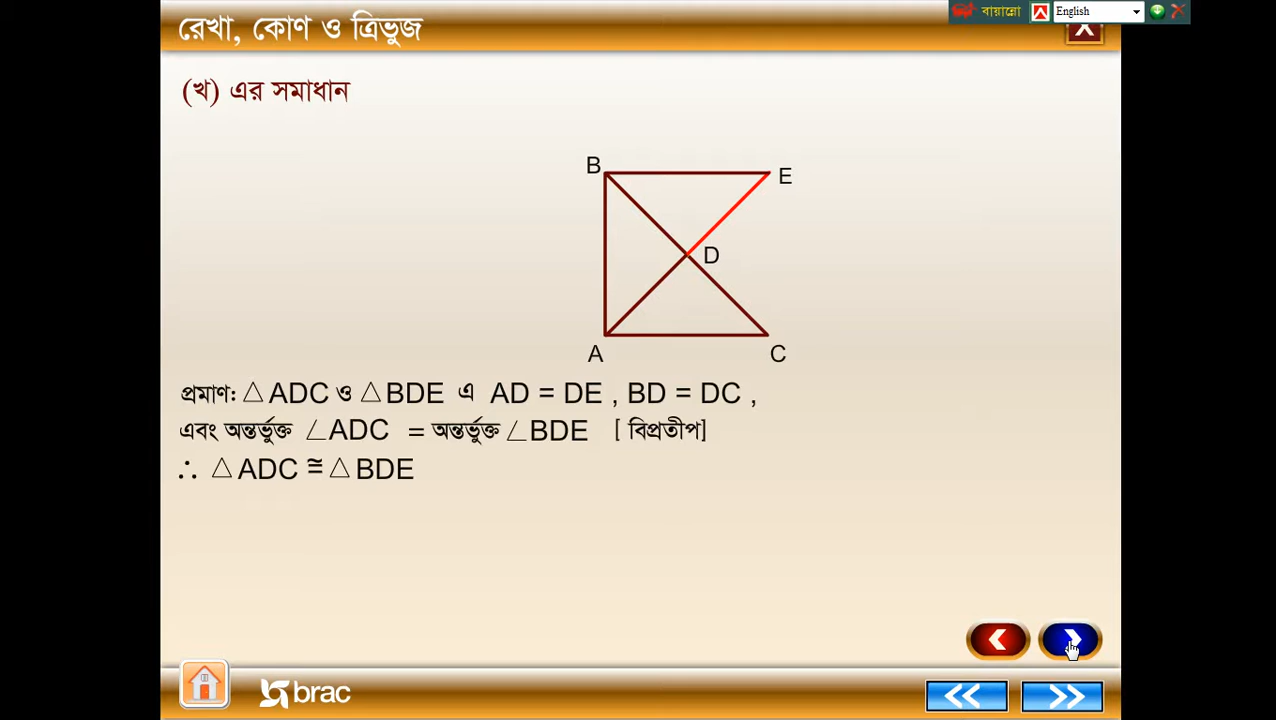 বায়ান্নো English
রেখা, কোণ ও ত্রিভুজ
(খ) এর সমাধান
B
E
D
A
C
প্রমাণ: △ADC ও △BDE এ AD = DE , BD = DC ,
এবং অন্তর্ভুক্ত ∠ADC = অন্তর্ভুক্ত ∠BDE [ বিপ্রতীপ]
∴ △ADC ≅ △BDE
brac